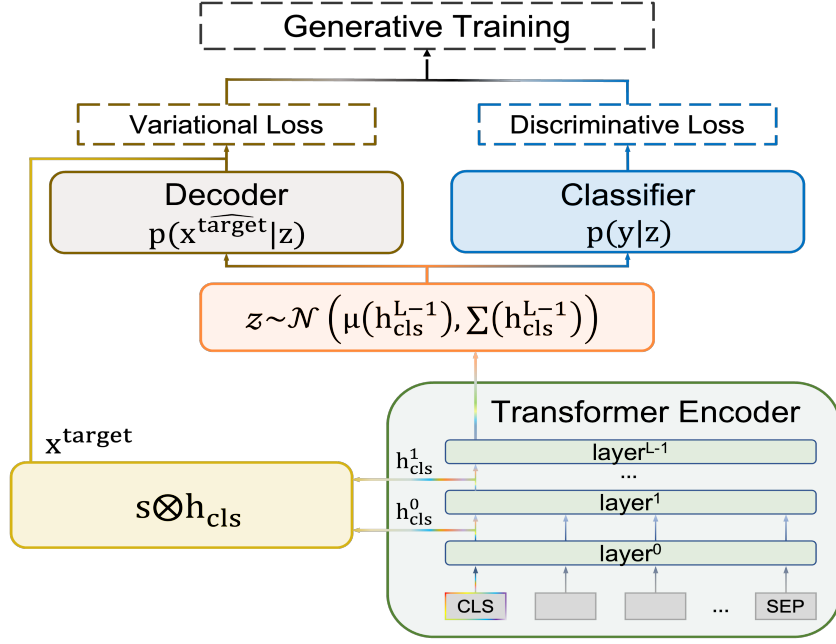 Generative Training
Variational Loss
Discriminative Loss
Decoder
p(x^\widehat{target}|z)
Classifier
p(y|z)
z~𝒩(μ(h_cls^{L-1}),∑(h_cls^{L-1}))
Transformer Encoder
x^target
layer^{L-1}
h_cls^1
...
s⊗h_cls
layer^1
h_cls^0
layer^0
CLS
...
SEP